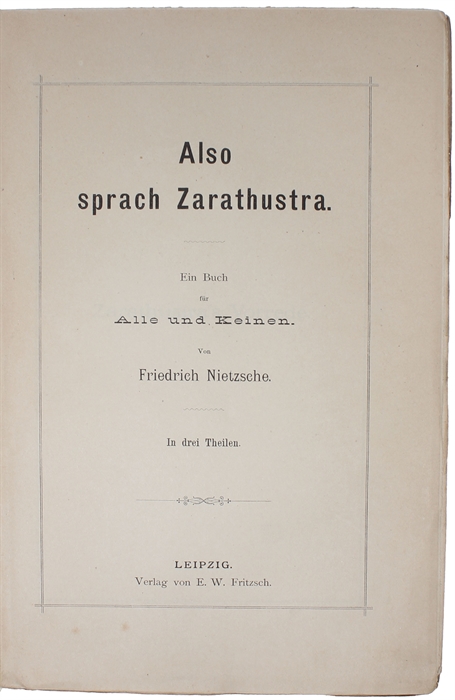 Also
sprach Zarathustra.
Ein Buch
für
Alle und Keinen.
Von
Friedrich Nietzsche.
In drei Theilen.
LEIPZIG.
Verlag von E. W. Fritzsch.